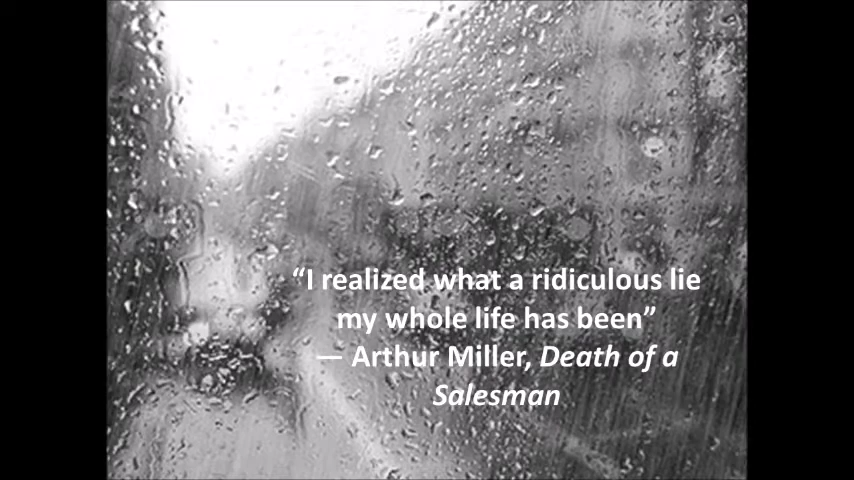 “I realized what a ridiculous lie
my whole life has been”
— Arthur Miller, Death of a
Salesman